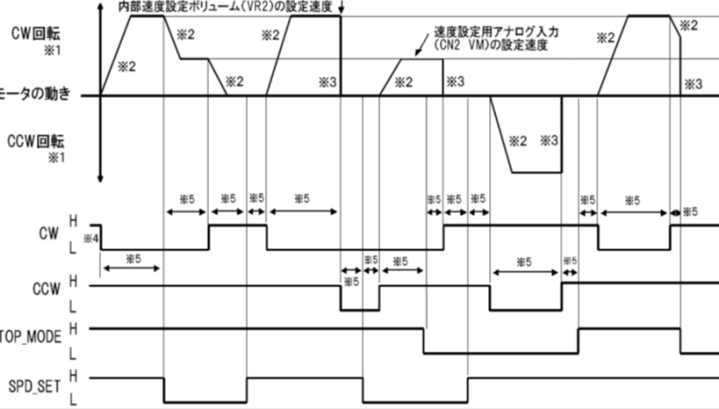 内部速度設定ボリューム(VR2)の設定速度
CW回転
※1
※2
※2
※2
※2
※3
速度設定用アナログ入力
(CN2 VM)の設定速度
※2
※3
※2
※2
※3
モータの動き
CCW回転
※1
※2 ※3
※5 ※5 ※5 ※5 ※5 ※5 ※5 ※5 ※5 ※5
CW H
※4
L
※5 ※5 ※5 ※5 ※5 ※5
CCW H
L
TOP_MODE H
L
SPD_SET H
L